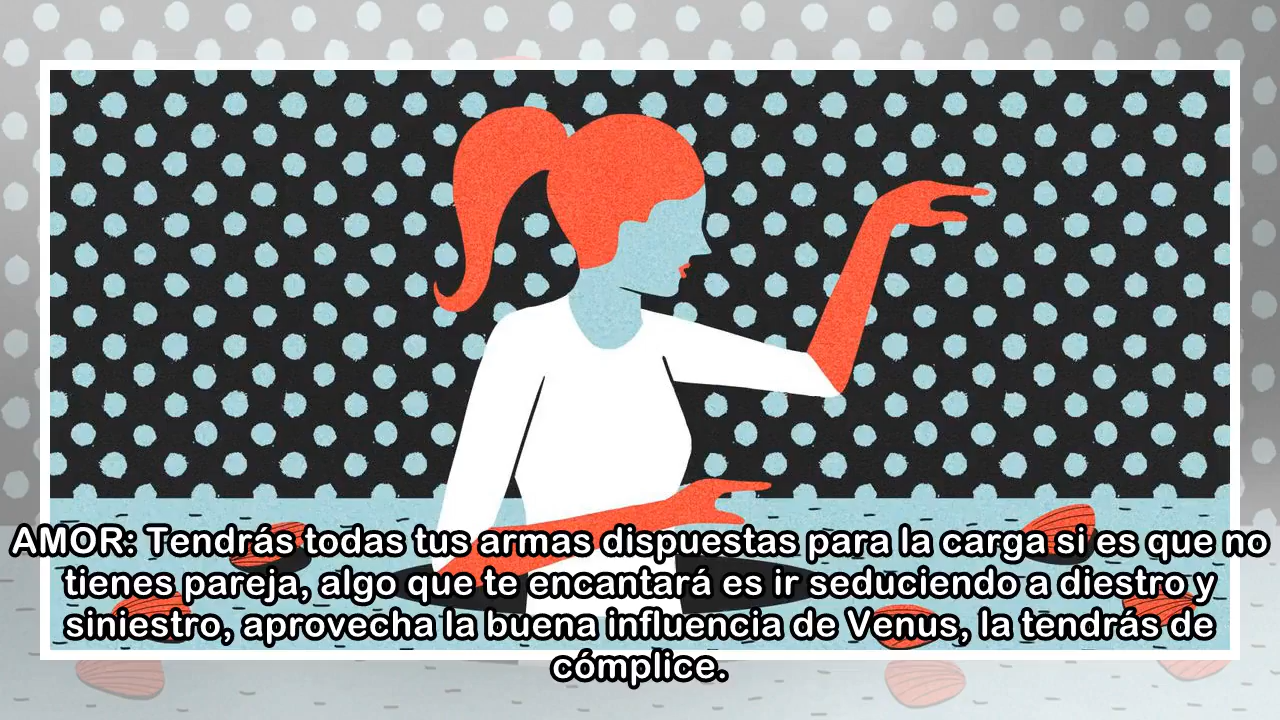 AMOR: Tendrás todas tus armas dispuestas para la carga si es que no
tienes pareja, algo que te encantará es ir seduciendo a diestro y
siniestro, aprovecha la buena influencia de Venus, la tendrás de
cómplice.